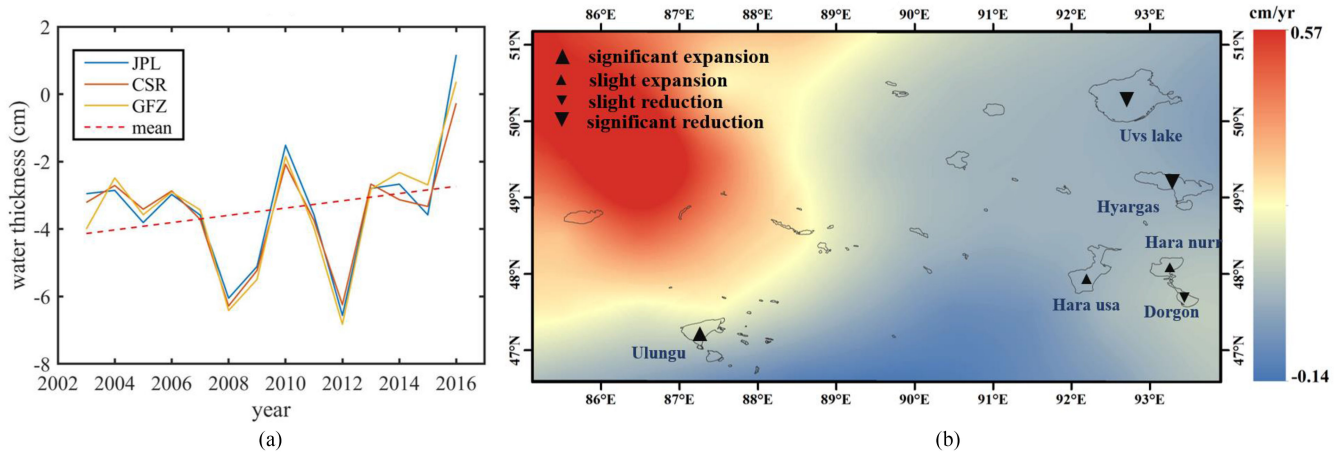 2
0
-2
-4
-6
-8
water thickness (cm)
JPL
CSR
GFZ
mean
2002 2004 2006 2008 2010 2012 2014 2016
year
(a)
86°E 87°E 88°E 89°E 90°E 91°E 92°E 93°E
51°N
50°N
49°N
48°N
47°N
significant expansion
slight expansion
slight reduction
significant reduction
Uvs lake
Hyargas
Hara nurr
Hara usa
Dorgon
Ulungu
51°N
50°N
49°N
48°N
47°N
86°E 87°E 88°E 89°E 90°E 91°E 92°E 93°E
cm/yr
0.57
-0.14
(b)